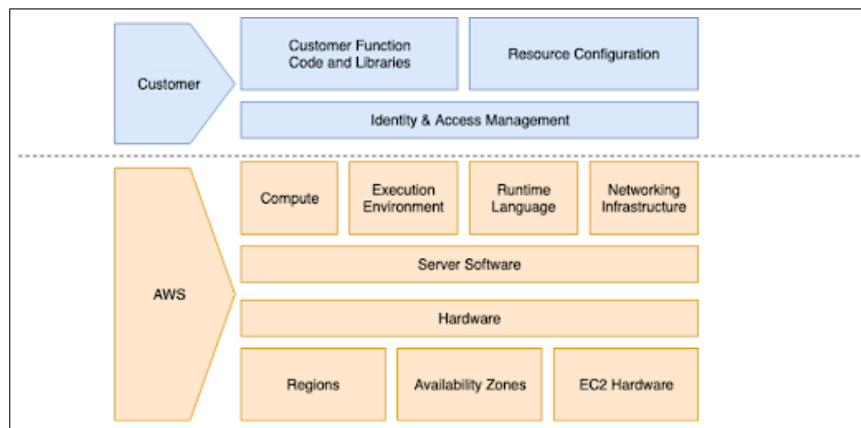 Customer
Customer Function
Code and Libraries
Resource Configuration
Identity & Access Management
AWS
Compute
Execution
Environment
Runtime
Language
Networking
Infrastructure
Server Software
Hardware
Regions
Availability Zones
EC2 Hardware